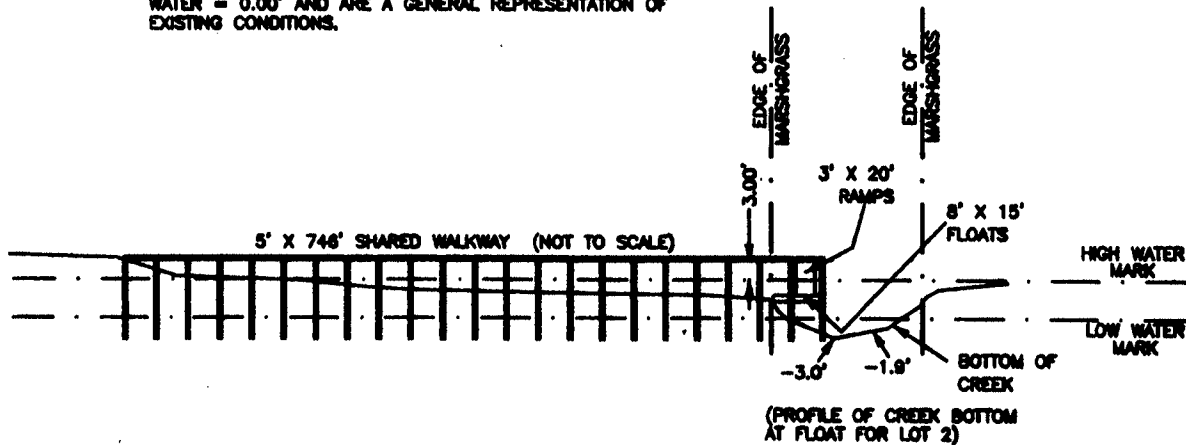 WATER = 0.00' AND ARE A GENERAL REPRESENTATION OF
EXISTING CONDITIONS.
EDGE OF
MARSHGRASS
EDGE OF
MARSHGRASS
3.00'
3' X 20'
RAMPS
8' X 15'
FLOATS
5' X 746' SHARED WALKWAY (NOT TO SCALE)
HIGH WATER
MARK
LOW WATER
MARK
-3.0'
-1.9'
BOTTOM OF
CREEK
(PROFILE OF CREEK BOTTOM
AT FLOAT FOR LOT 2)